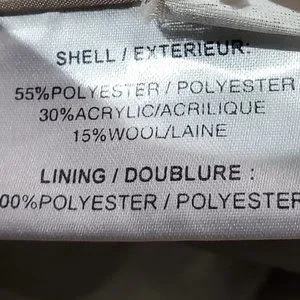 SHELL / EXTERIEUR:
55%POLYESTER / POLYESTER
30%ACRYLIC/ACRILIQUE
15%WOOL/LAINE
LINING / DOUBLURE :
00%POLYESTER / POLYESTER